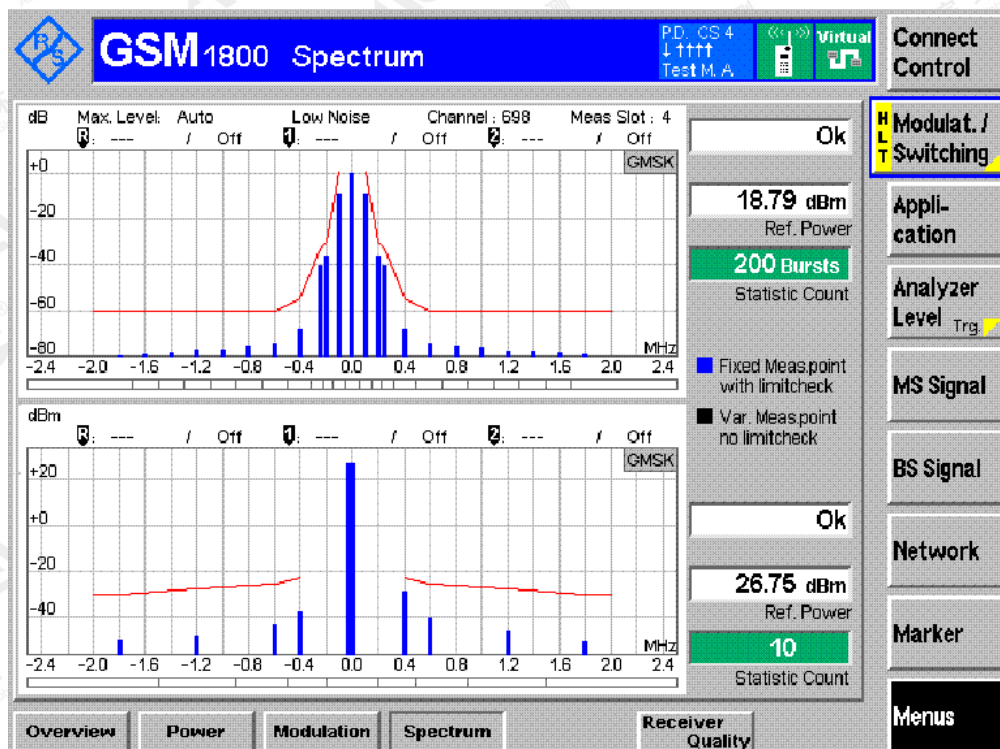 R/S
GSM 1800 Spectrum
P.D. CS 4
↓ ↑↑↑↑
Test M. A
Virtual
Connect Control
dB Max. Level: Auto Low Noise Channel : 698 Meas Slot : 4
R: --- / Off 1: --- / Off 2: --- / Off
GMSK
+0
-20
-40
-60
-80
MHz
-2.4 -2.0 -1.6 -1.2 -0.8 -0.4 0.0 0.4 0.8 1.2 1.6 2.0 2.4
Ok
18.79 dBm
Ref. Power
200 Bursts
Statistic Count
Fixed Meas.point
with limitcheck
Var. Meas.point
no limitcheck
dBm
R: --- / Off 1: --- / Off 2: --- / Off
GMSK
+20
+0
-20
-40
MHz
-2.4 -2.0 -1.6 -1.2 -0.8 -0.4 0.0 0.4 0.8 1.2 1.6 2.0 2.4
Ok
26.75 dBm
Ref. Power
10
Statistic Count
HLT
Modulat. /
Switching
Appli-
cation
Analyzer
Level Trg.
MS Signal
BS Signal
Network
Marker
Menus
Overview
Power
Modulation
Spectrum
Receiver
Quality